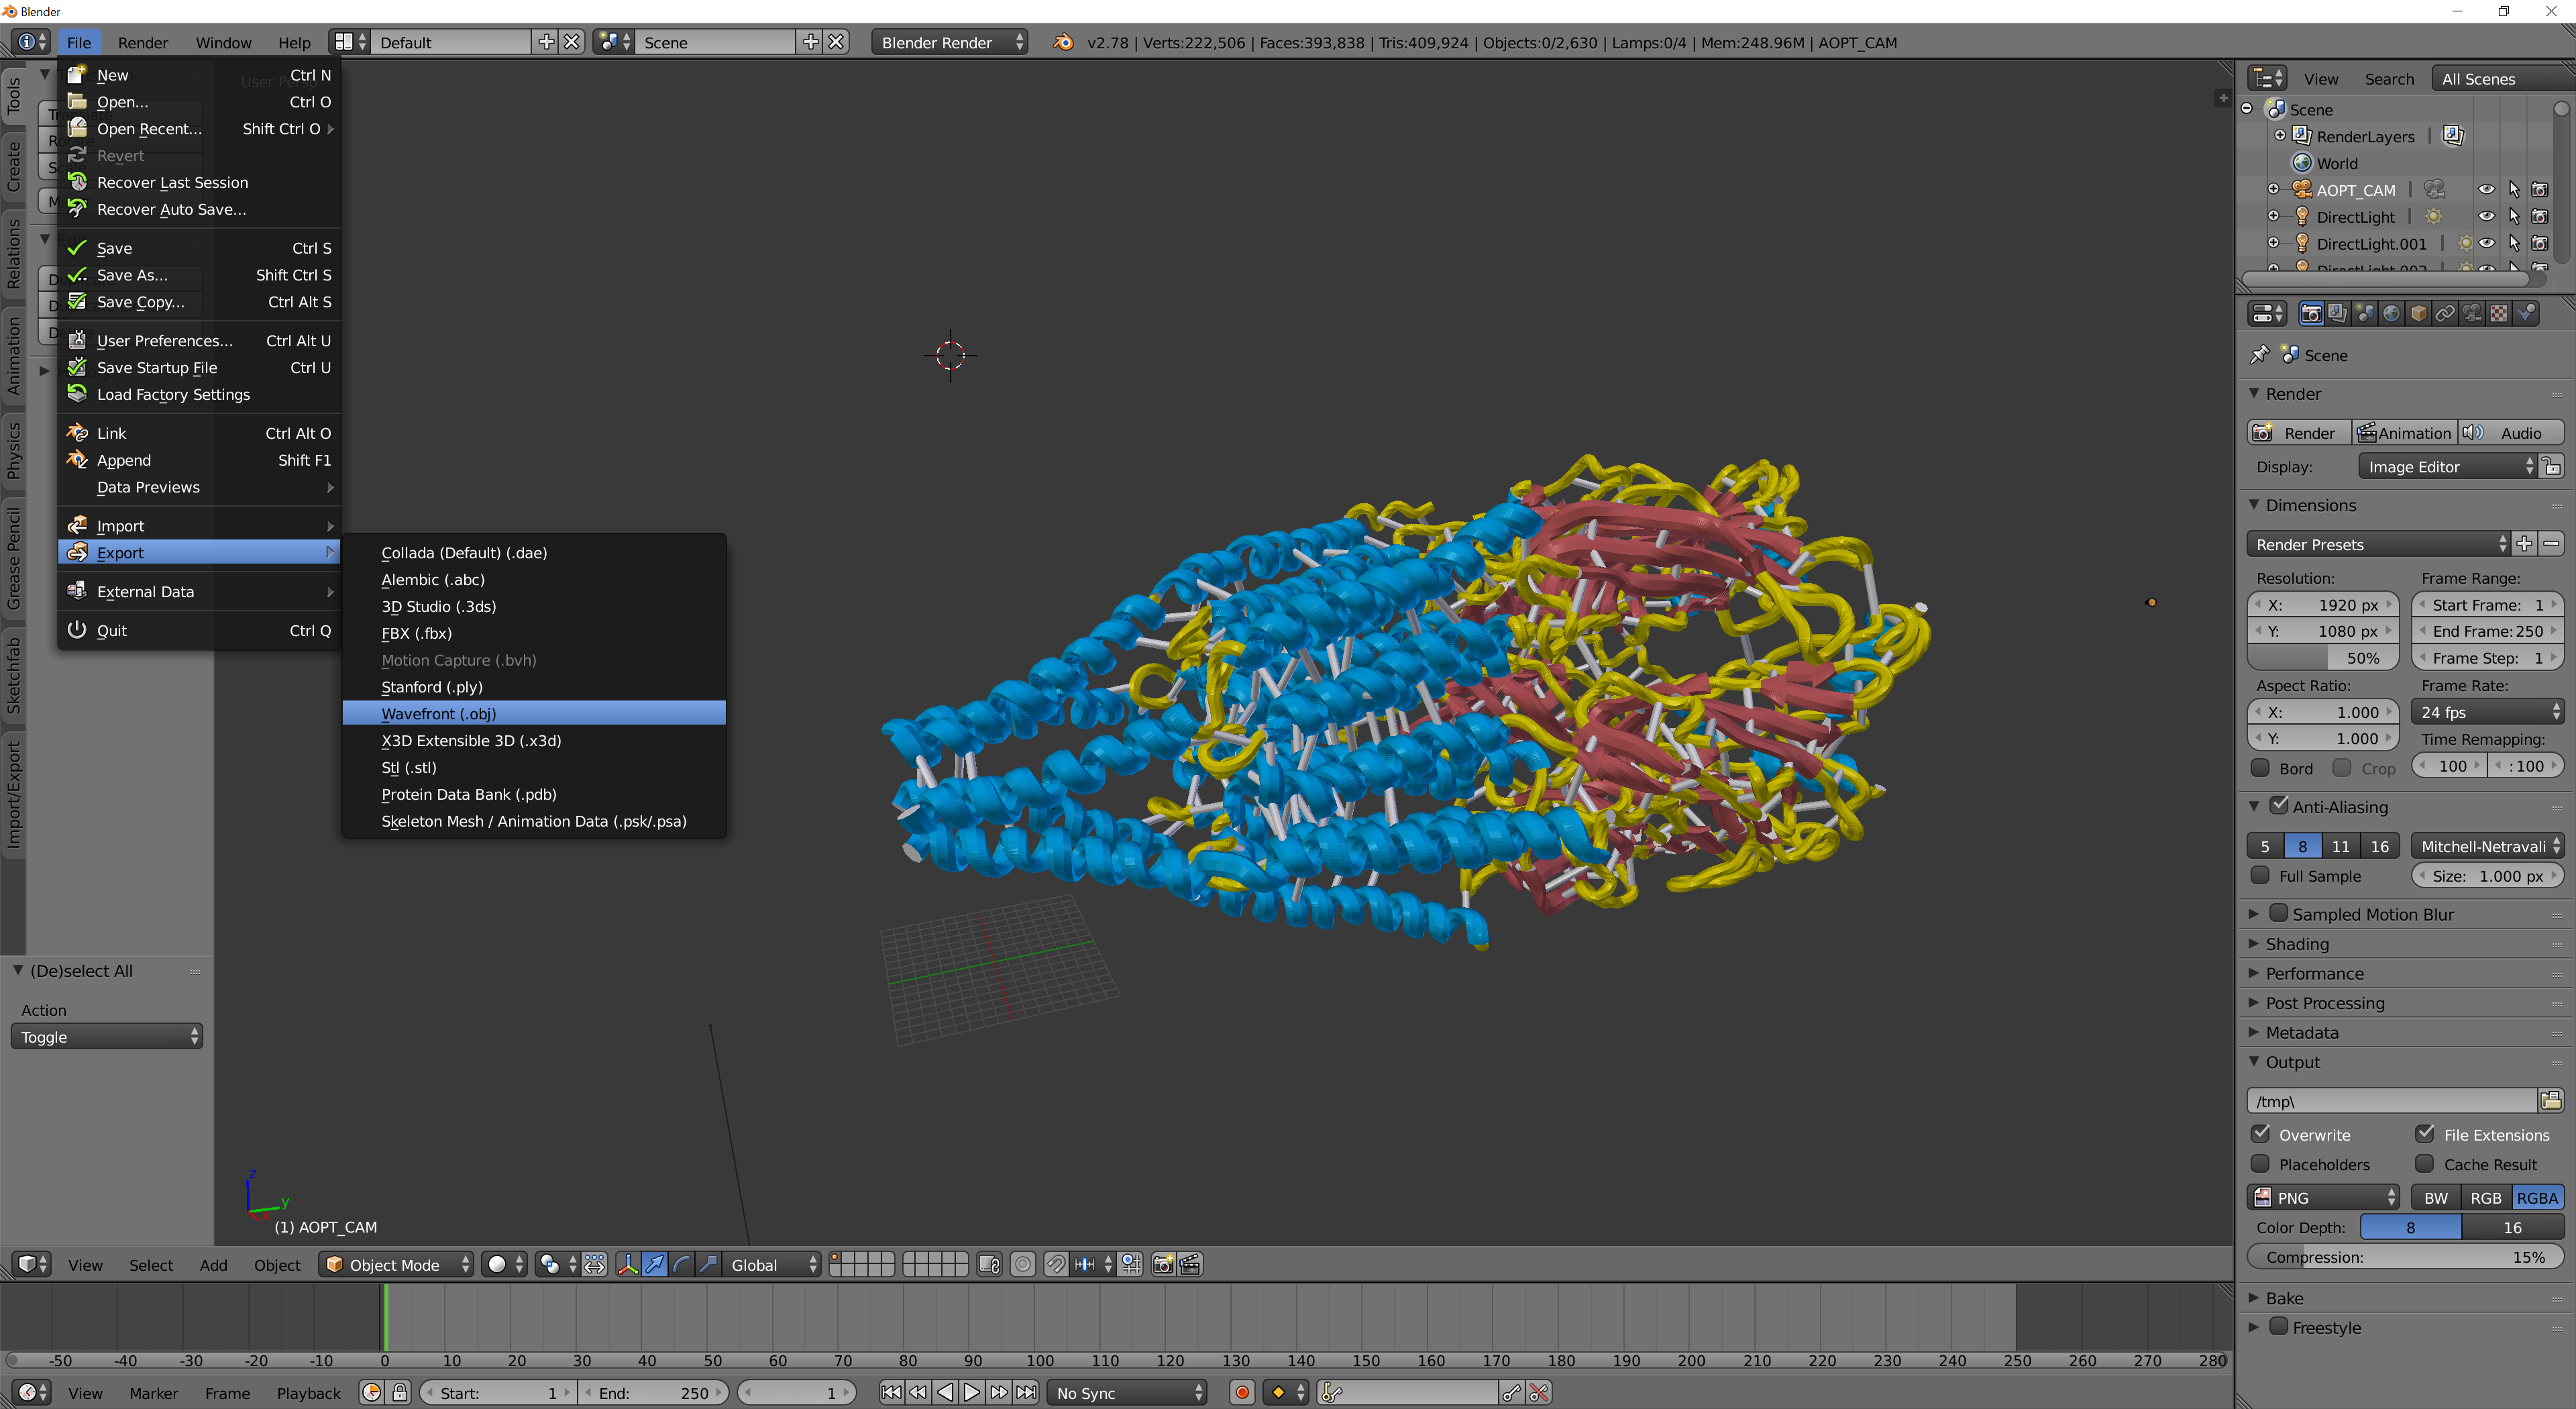 Blender
File Render Window Help Default Scene Blender Render v2.78 | Verts:222,506 | Faces:393,838 | Tris:409,924 | Objects:0/2,630 | Lamps:0/4 | Mem:248.96M | AOPT_CAM
New Ctrl N
Open... Ctrl O
Open Recent... Shift Ctrl O
Revert
Recover Last Session
Recover Auto Save...
Save Ctrl S
Save As... Shift Ctrl S
Save Copy... Ctrl Alt S
User Preferences... Ctrl Alt U
Save Startup File Ctrl U
Load Factory Settings
Link Ctrl Alt O
Append Shift F1
Data Previews
Import
Export
External Data
Quit Ctrl Q
Collada (Default) (.dae)
Alembic (.abc)
3D Studio (.3ds)
FBX (.fbx)
Motion Capture (.bvh)
Stanford (.ply)
Wavefront (.obj)
X3D Extensible 3D (.x3d)
Stl (.stl)
Protein Data Bank (.pdb)
Skeleton Mesh / Animation Data (.psk/.psa)
Tools
Create
Relations
Animation
Physics
Grease Pencil
Sketchfab
Import/Export
User Persp
(De)select All
Action
Toggle
z
y
x
(1) AOPT_CAM
View Select Add Object Object Mode Global
-50 -40 -30 -20 -10 0 10 20 30 40 50 60 70 80 90 100 110 120 130 140 150 160 170 180 190 200 210 220 230 240 250 260 270 280
View Marker Frame Playback Start: 1 End: 250 1 No Sync
View Search All Scenes
Scene
RenderLayers
World
AOPT_CAM
DirectLight
DirectLight.001
DirectLight.002
Scene
Render
Render Animation Audio
Display: Image Editor
Dimensions
Render Presets
Resolution: Frame Range:
X: 1920 px Start Frame: 1
Y: 1080 px End Frame: 250
50% Frame Step: 1
Aspect Ratio: Frame Rate:
X: 1.000 24 fps
Y: 1.000 Time Remapping:
Bord Crop 100 : 100
Anti-Aliasing
5 8 11 16 Mitchell-Netravali
Full Sample Size: 1.000 px
Sampled Motion Blur
Shading
Performance
Post Processing
Metadata
Output
/tmp\
Overwrite File Extensions
Placeholders Cache Result
PNG BW RGB RGBA
Color Depth: 8 16
Compression: 15%
Bake
Freestyle